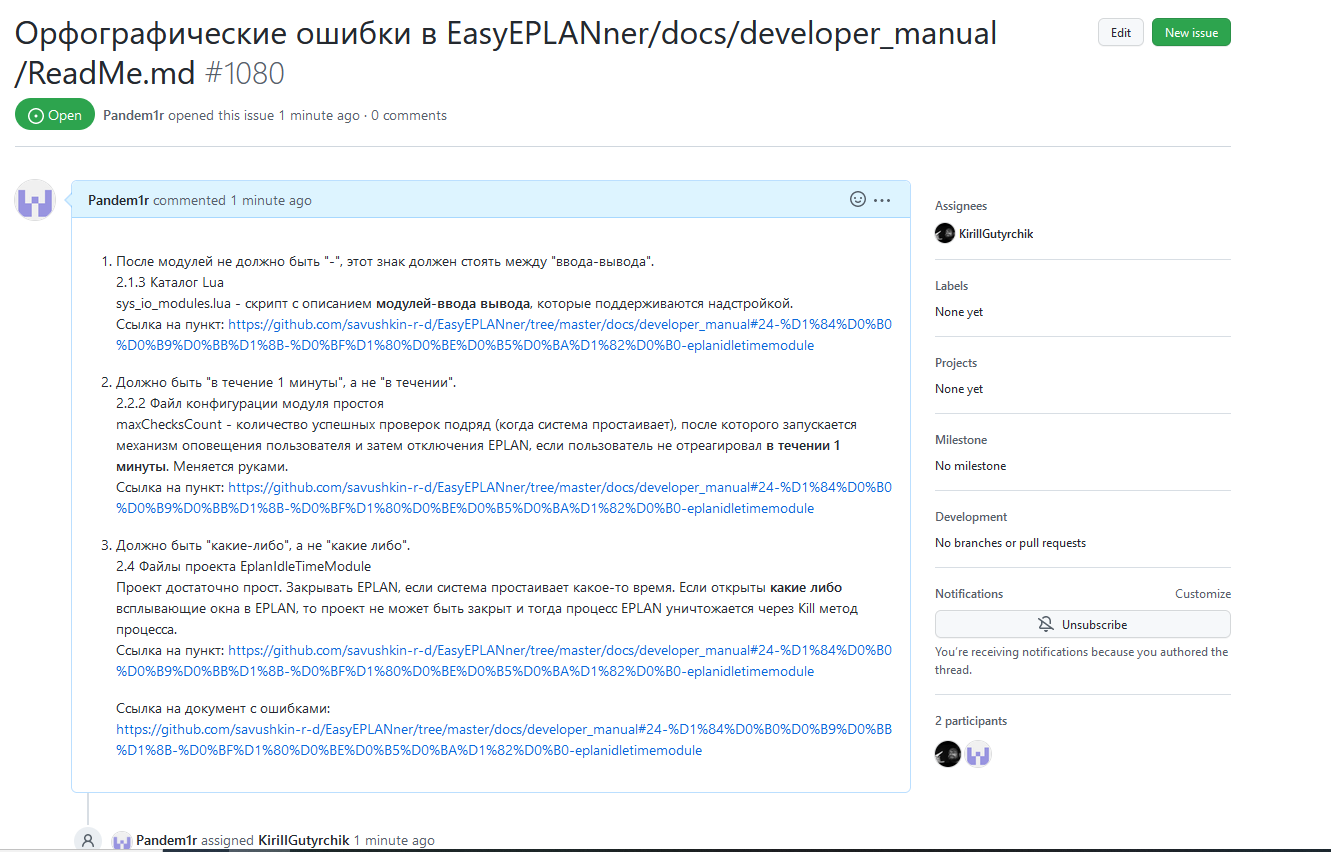 Орфографические ошибки в EasyEPLANner/docs/developer_manual
/ReadMe.md #1080
Edit
New issue
Open
Pandem1r opened this issue 1 minute ago · 0 comments
Pandem1r commented 1 minute ago
1. После модулей не должно быть "-", этот знак должен стоять между "ввода-вывода".
2.1.3 Каталог Lua
sys_io_modules.lua - скрипт с описанием модулей-ввода вывода, которые поддерживаются надстройкой.
Ссылка на пункт: https://github.com/savushkin-r-d/EasyEPLANner/tree/master/docs/developer_manual#24-%D1%84%D0%B0
%D0%B9%D0%BB%D1%8B-%D0%BF%D1%80%D0%BE%D0%B5%D0%BA%D1%82%D0%B0-eplanidletimemodule
2. Должно быть "в течение 1 минуты", а не "в течении".
2.2.2 Файл конфигурации модуля простоя
maxChecksCount - количество успешных проверок подряд (когда система простаивает), после которого запускается
механизм оповещения пользователя и затем отключения EPLAN, если пользователь не отреагировал в течении 1
минуты. Меняется руками.
Ссылка на пункт: https://github.com/savushkin-r-d/EasyEPLANner/tree/master/docs/developer_manual#24-%D1%84%D0%B0
%D0%B9%D0%BB%D1%8B-%D0%BF%D1%80%D0%BE%D0%B5%D0%BA%D1%82%D0%B0-eplanidletimemodule
3. Должно быть "какие-либо", а не "какие либо".
2.4 Файлы проекта EplanIdleTimeModule
Проект достаточно прост. Закрывать EPLAN, если система простаивает какое-то время. Если открыты какие либо
всплывающие окна в EPLAN, то проект не может быть закрыт и тогда процесс EPLAN уничтожается через Kill метод
процесса.
Ссылка на пункт: https://github.com/savushkin-r-d/EasyEPLANner/tree/master/docs/developer_manual#24-%D1%84%D0%B0
%D0%B9%D0%BB%D1%8B-%D0%BF%D1%80%D0%BE%D0%B5%D0%BA%D1%82%D0%B0-eplanidletimemodule
Ссылка на документ с ошибками:
https://github.com/savushkin-r-d/EasyEPLANner/tree/master/docs/developer_manual#24-%D1%84%D0%B0%D0%B9%D0%BB
%D1%8B-%D0%BF%D1%80%D0%BE%D0%B5%D0%BA%D1%82%D0%B0-eplanidletimemodule
Pandem1r assigned KirillGutyrchik 1 minute ago
Assignees
KirillGutyrchik
Labels
None yet
Projects
None yet
Milestone
No milestone
Development
No branches or pull requests
Notifications
Customize
Unsubscribe
You're receiving notifications because you authored the
thread.
2 participants